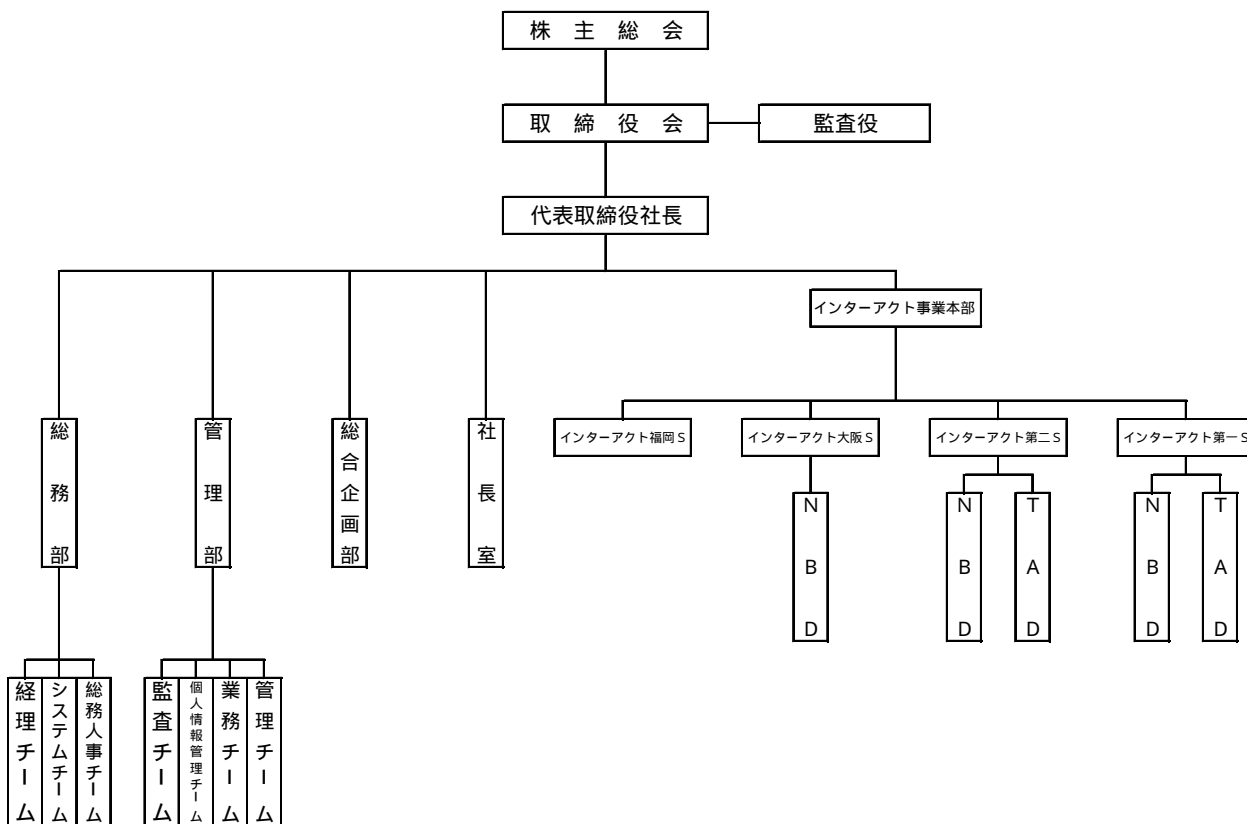 株主総会
取締役会
監査役
代表取締役社長
インターアクト事業本部
総務部
管理部
総合企画部
社長室
インターアクト福岡S
インターアクト大阪S
インターアクト第二S
インターアクト第一S
NBD
NBD
TAD
NBD
TAD
経理チーム
システムチーム
総務人事チーム
監査チーム
個人情報管理チーム
業務チーム
管理チーム